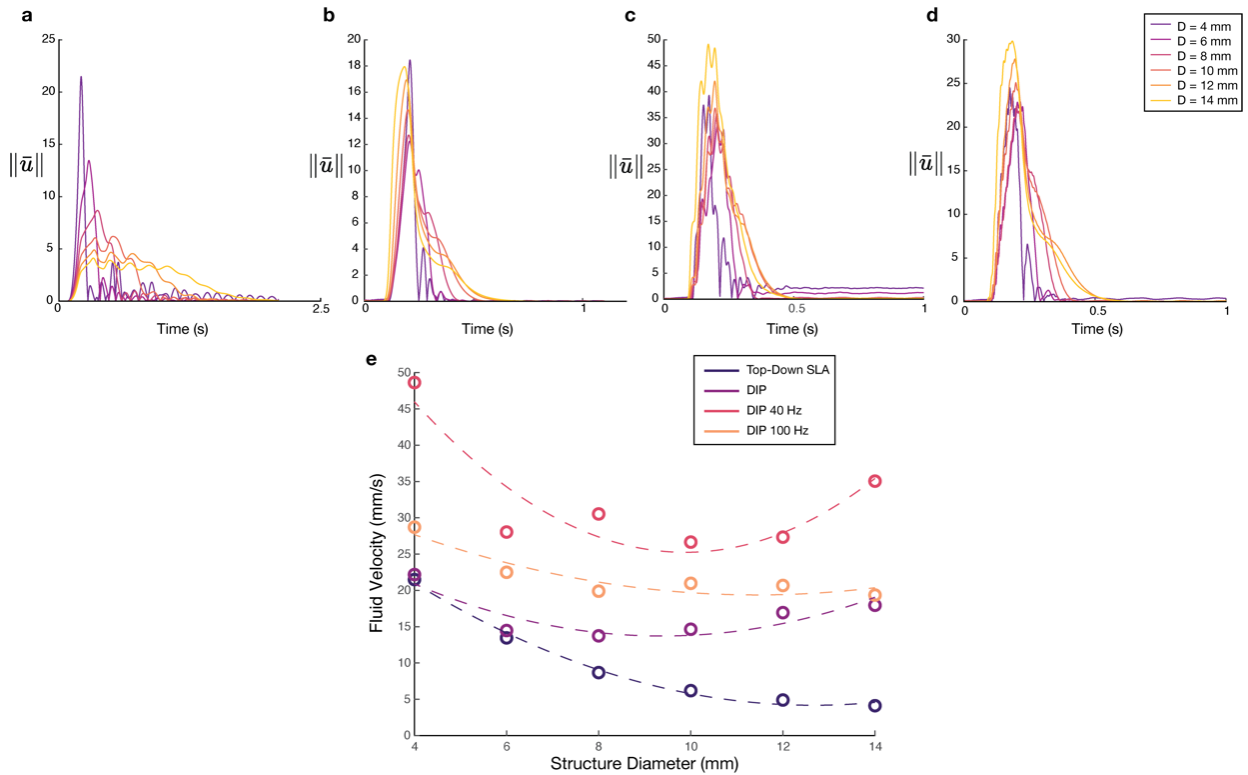 a
b
c
d
25
20
15
10
5
0
0
2.5
‖ū‖
Time (s)
20
18
16
14
12
10
8
6
4
2
0
0
1
‖ū‖
Time (s)
50
45
40
35
30
25
20
15
10
5
0
0
0.5
1
‖ū‖
Time (s)
30
25
20
15
10
5
0
0
0.5
1
‖ū‖
Time (s)
D = 4 mm
D = 6 mm
D = 8 mm
D = 10 mm
D = 12 mm
D = 14 mm
e
Top-Down SLA
DIP
DIP 40 Hz
DIP 100 Hz
50
45
40
35
30
25
20
15
10
5
0
Fluid Velocity (mm/s)
4
6
8
10
12
14
Structure Diameter (mm)